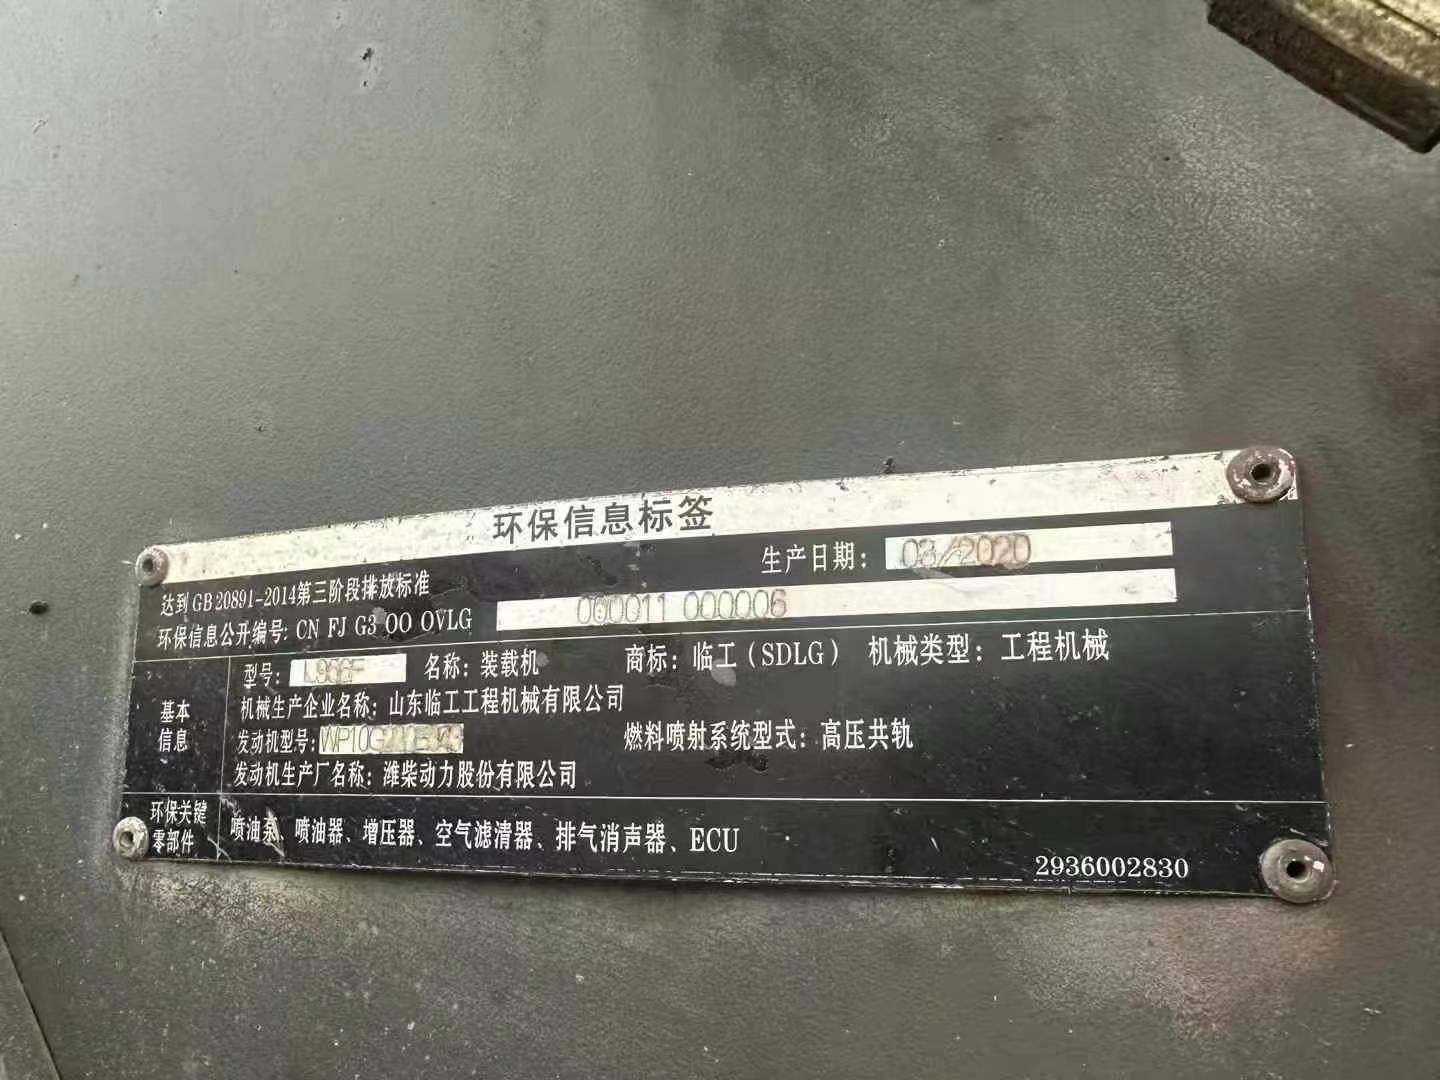 环保信息标签
生产日期: 03/2020
达到GB 20891-2014第三阶段排放标准
环保信息公开编号: CN FJ G3 OO OVLG 000011 000006
型号: 名称: 装载机 商标: 临工(SDLG) 机械类型: 工程机械
基本信息
机械生产企业名称: 山东临工工程机械有限公司
发动机型号: 燃料喷射系统型式: 高压共轨
发动机生产厂名称: 潍柴动力股份有限公司
环保关键零部件
喷油泵、喷油器、增压器、空气滤清器、排气消声器、ECU
2936002830